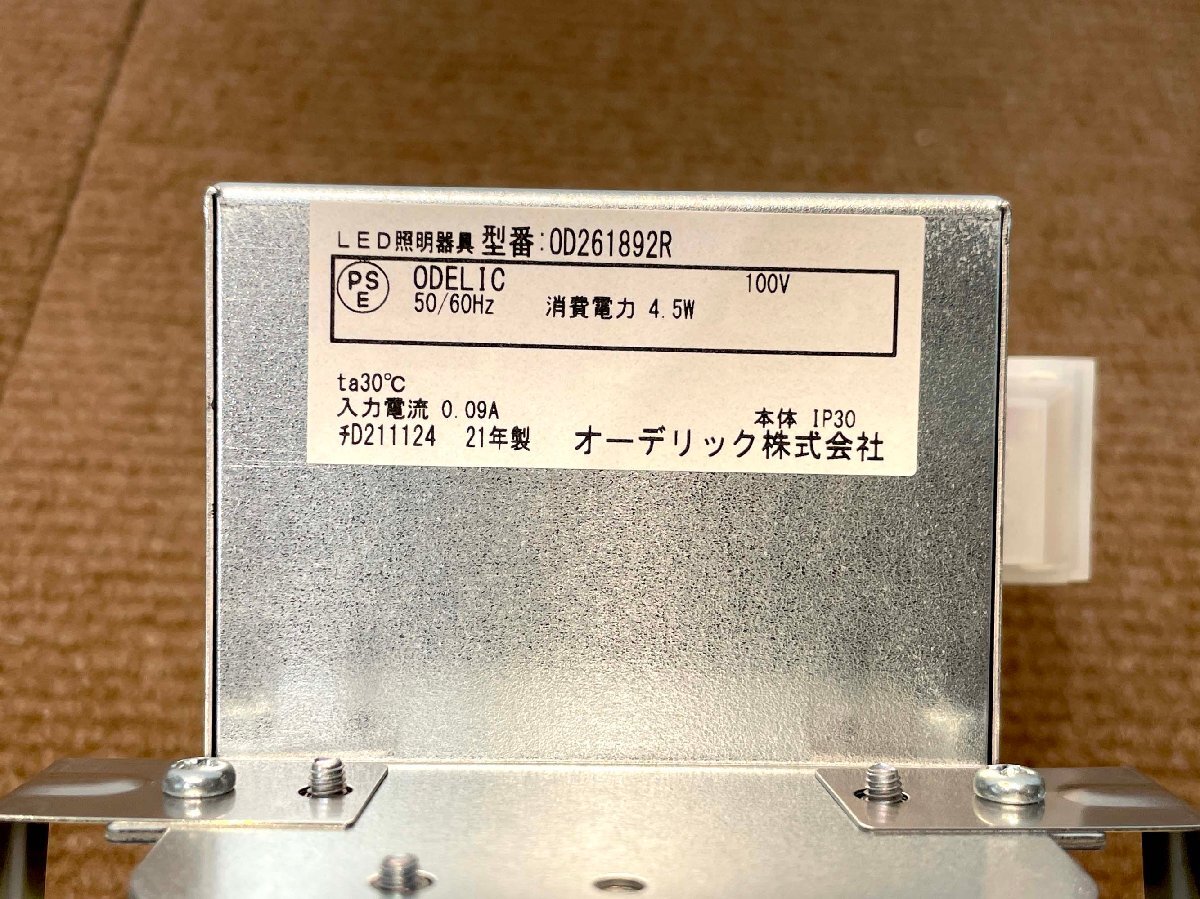 LED照明器具 型番:OD261892R
PS
E
ODELIC 100V
50/60Hz 消費電力 4.5W
ta30℃
入力電流 0.09A 本体 IP30
ﾁD211124 21年製 オーデリック株式会社